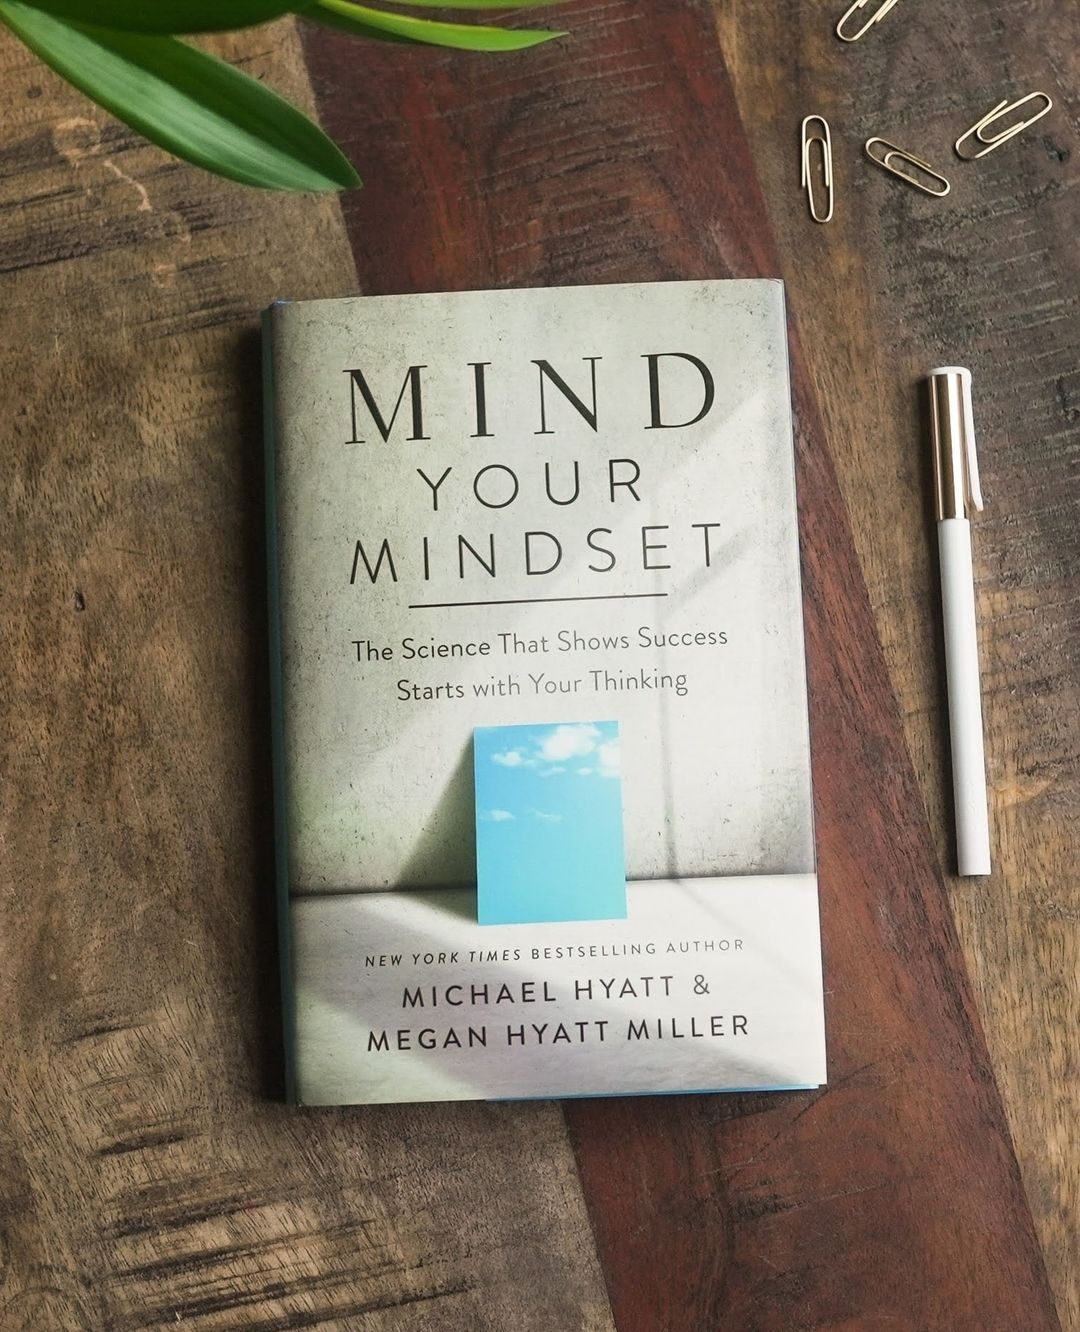 MIND
YOUR
MINDSET
The Science That Shows Success
Starts with Your Thinking
NEW YORK TIMES BESTSELLING AUTHOR
MICHAEL HYATT &
MEGAN HYATT MILLER